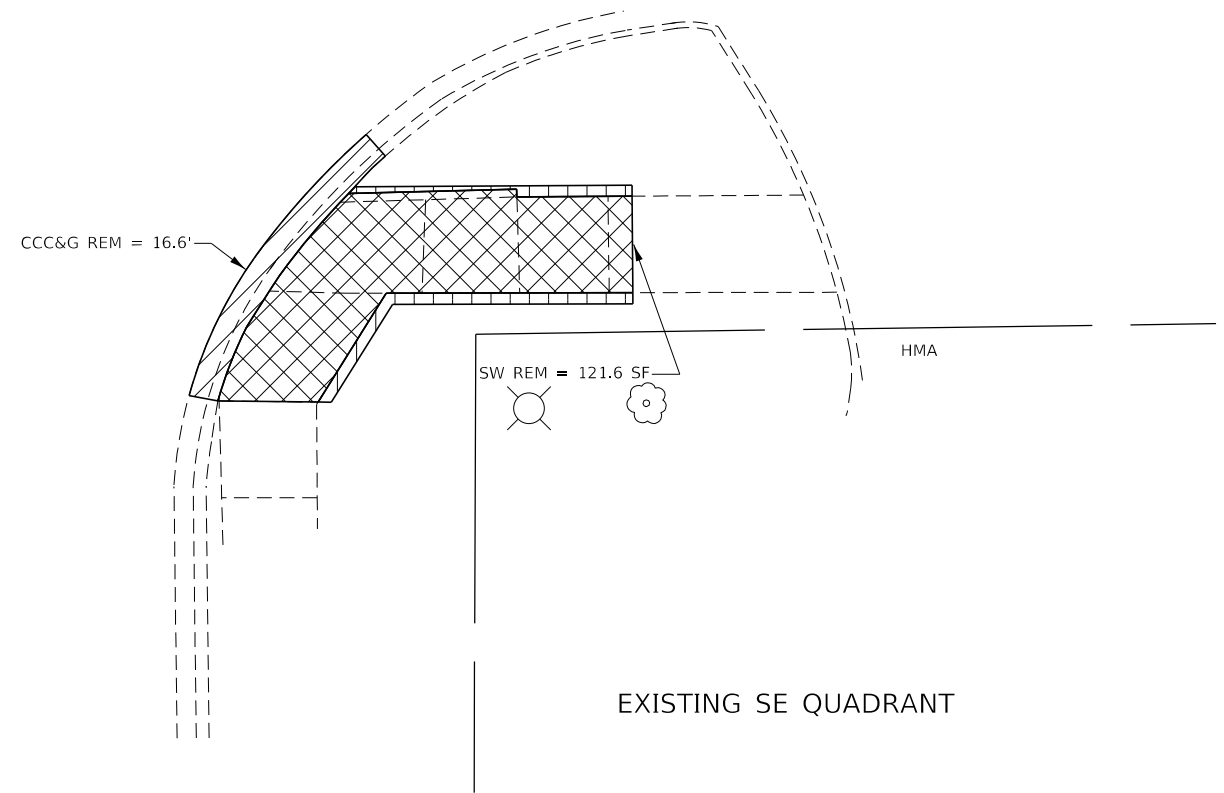 CCC&G REM = 16.6'
HMA
SW REM = 121.6 SF
EXISTING SE QUADRANT